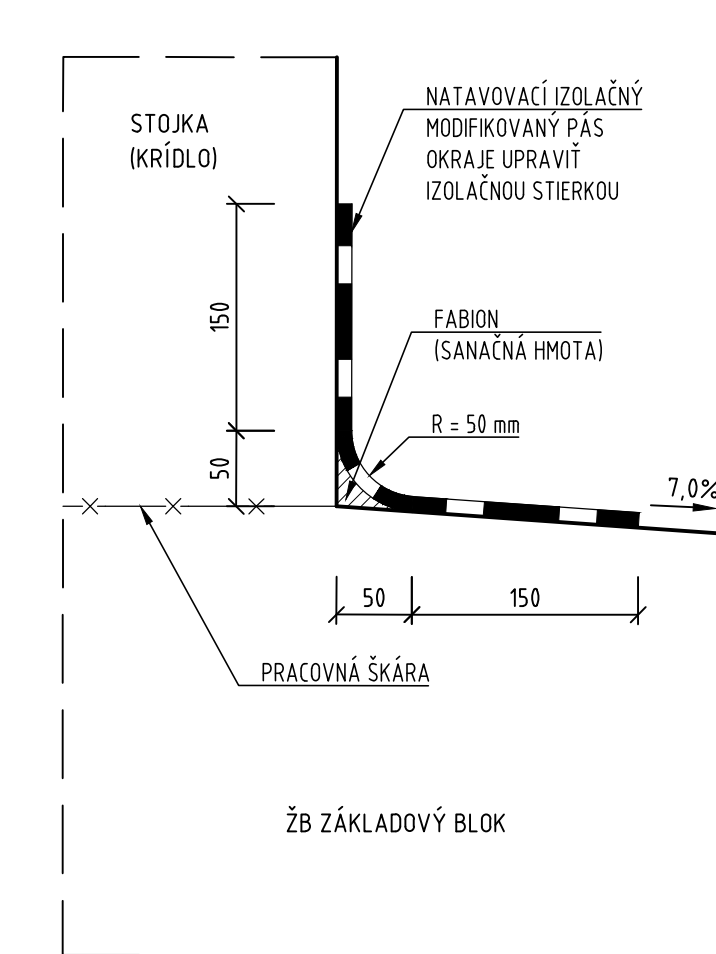 NATAVOVACÍ IZOLAČNÝ
MODIFIKOVANÝ PÁS
OKRAJE UPRAVIŤ
IZOLAČNOU STIERKOU
STOJKA
(KRÍDLO)
150
FABION
(SANAČNÁ HMOTA)
R = 50 mm
50
7,0%
50
150
PRACOVNÁ ŠKÁRA
ŽB ZÁKLADOVÝ BLOK